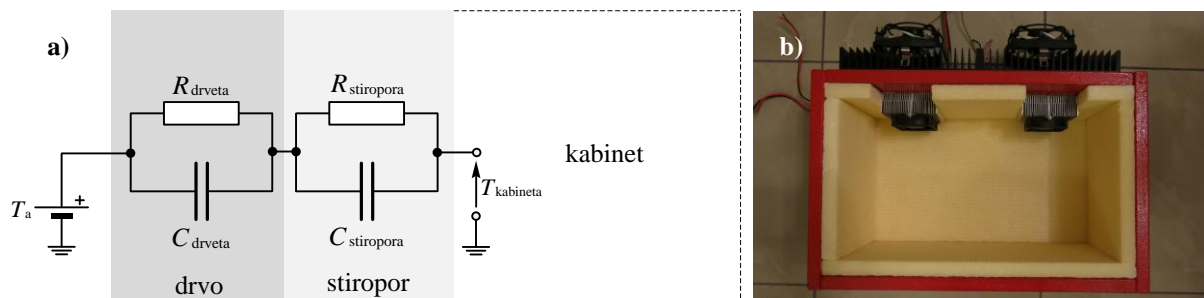 a)
R drveta
R stiropora
kabinet
T a
+
T kabineta
C drveta
C stiropora
drvo
stiropor
b)